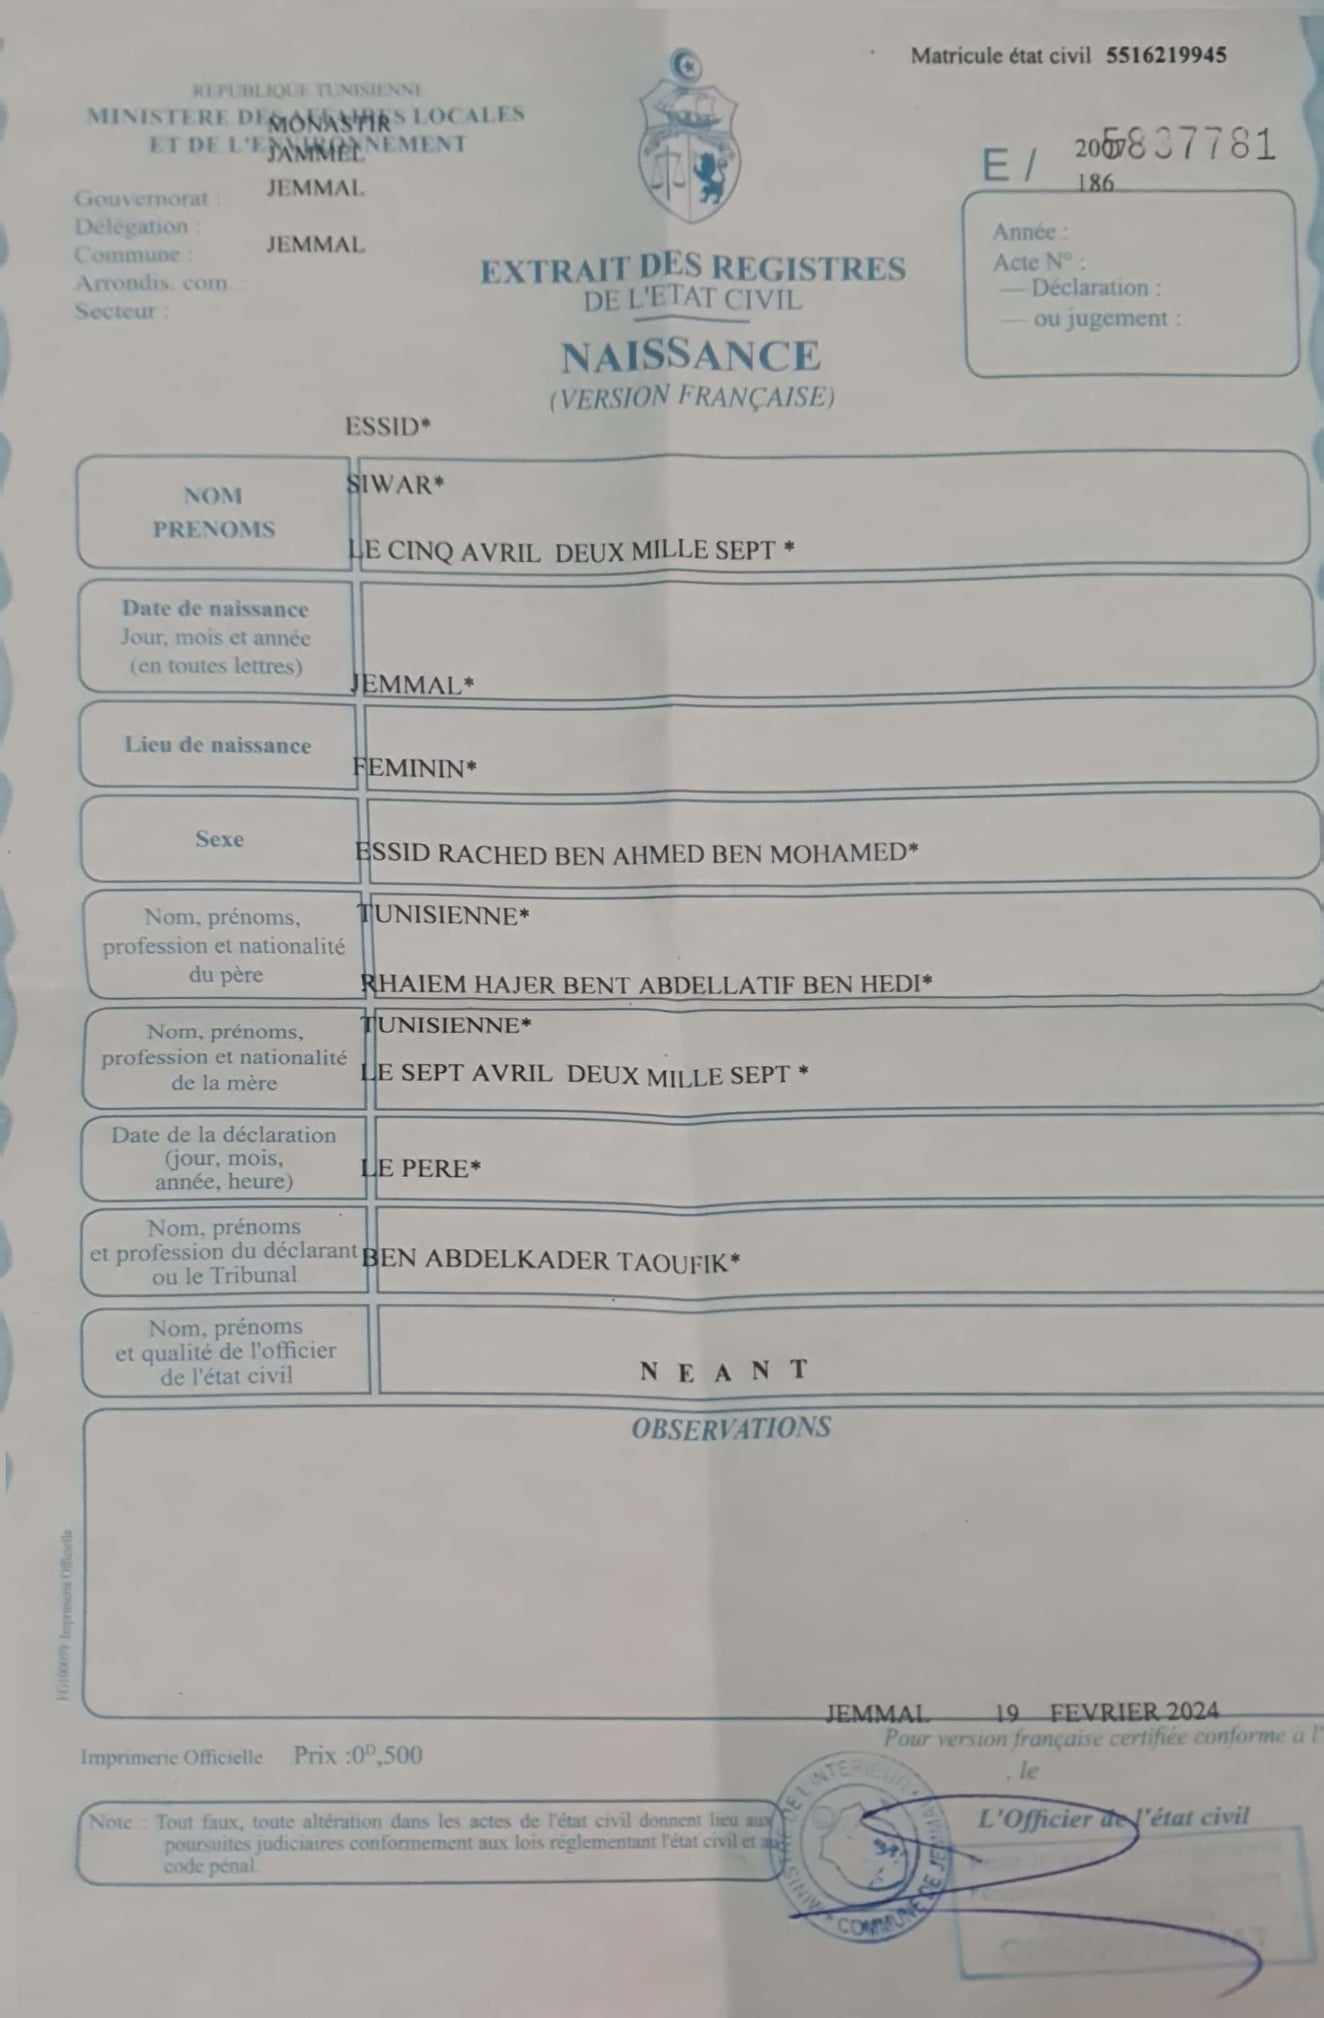 Matricule état civil 5516219945
REPUBLIQUE TUNISIENNE
MINISTERE DES AFFAIRES LOCALES
ET DE L'ENVIRONNEMENT
MONASTIR
JAMMEL
JEMMAL
JEMMAL
Gouvernorat :
Délégation :
Commune :
Arrondis. com :
Secteur :
E / 5837781
2007
186
Année :
Acte N° :
— Déclaration :
— ou jugement :
EXTRAIT DES REGISTRES
DE L'ETAT CIVIL
NAISSANCE
(VERSION FRANÇAISE)
ESSID*
NOM
PRENOMS
SIWAR*
LE CINQ AVRIL DEUX MILLE SEPT *
Date de naissance
Jour, mois et année
(en toutes lettres)
JEMMAL*
Lieu de naissance
FEMININ*
Sexe
ESSID RACHED BEN AHMED BEN MOHAMED*
Nom, prénoms,
profession et nationalité
du père
TUNISIENNE*
RHAIEM HAJER BENT ABDELLATIF BEN HEDI*
Nom, prénoms,
profession et nationalité
de la mère
TUNISIENNE*
LE SEPT AVRIL DEUX MILLE SEPT *
Date de la déclaration
(jour, mois,
année, heure)
LE PERE*
Nom, prénoms
et profession du déclarant
ou le Tribunal
BEN ABDELKADER TAOUFIK*
Nom, prénoms
et qualité de l'officier
de l'état civil
N E A N T
OBSERVATIONS
Imprimerie Officielle
JEMMAL 19 FEVRIER 2024
Pour version française certifiée conforme à l'
, le
Imprimerie Officielle Prix :0ᴰ,500
L'Officier de l'état civil
Note : Tout faux, toute altération dans les actes de l'état civil donnent lieu aux
poursuites judiciaires conformement aux lois réglementant l'état civil et au
code pénal.
MINISTRE DE L'INTERIEUR
COMMUNE DE JEMMAL